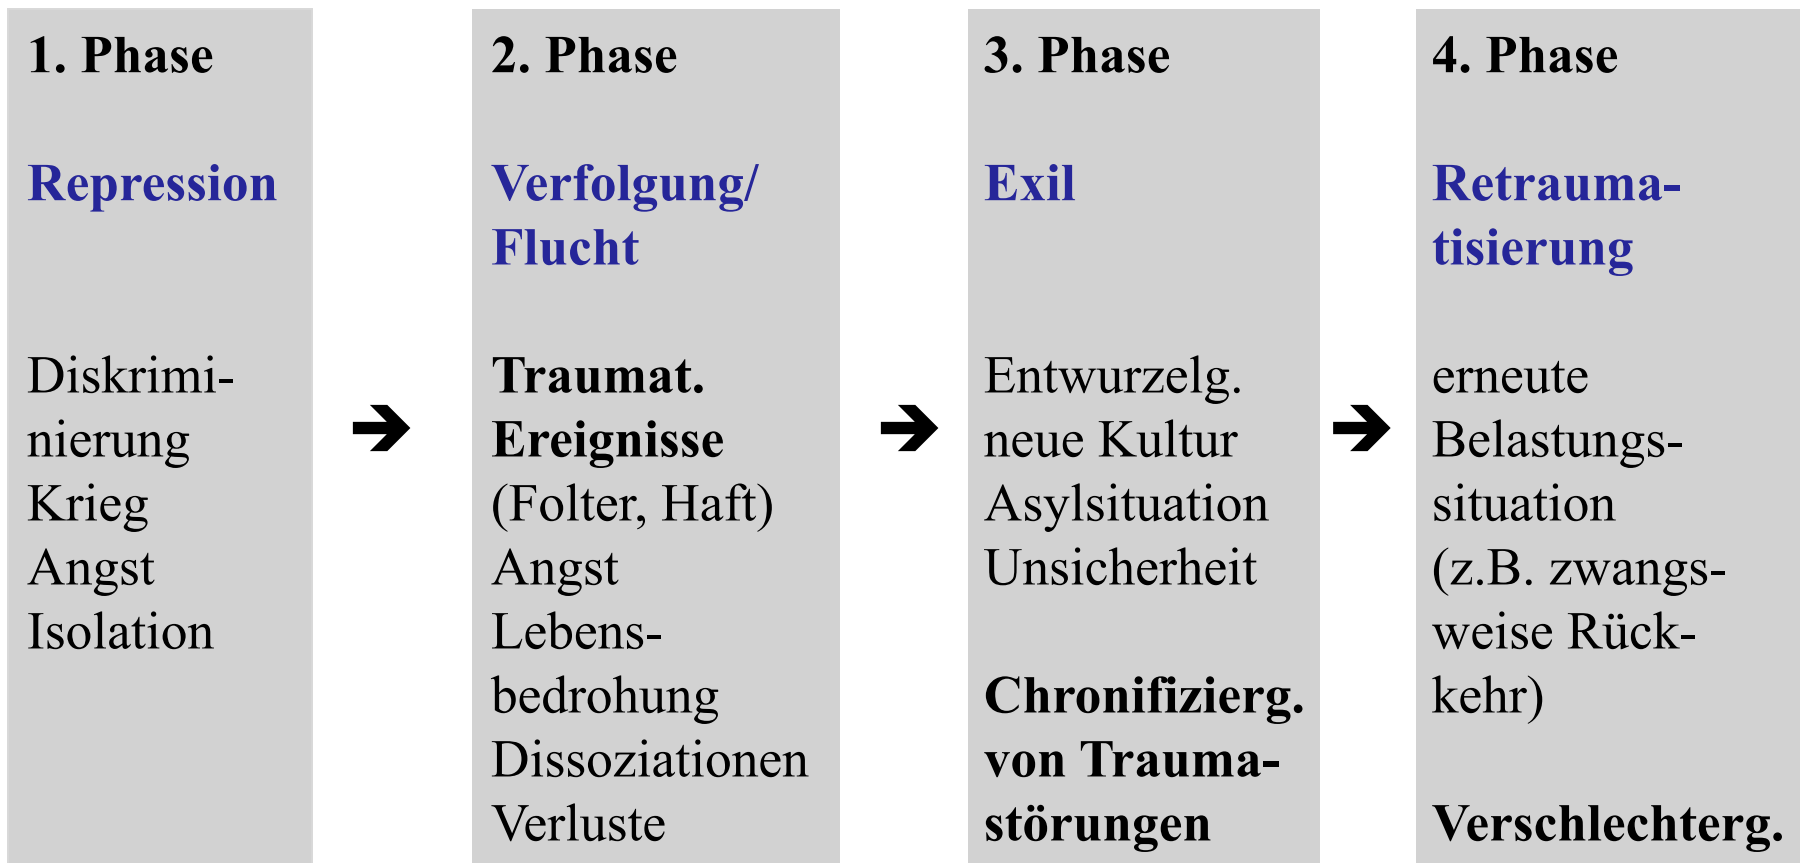 1. Phase
Repression
Diskrimi-
nierung
Krieg
Angst
Isolation
2. Phase
Verfolgung/
Flucht
Traumat.
Ereignisse
(Folter, Haft)
Angst
Lebens-
bedrohung
Dissoziationen
Verluste
3. Phase
Exil
Entwurzelg.
neue Kultur
Asylsituation
Unsicherheit
Chronifizierg.
von Trauma-
störungen
4. Phase
Retrauma-
tisierung
erneute
Belastungs-
situation
(z.B. zwangs-
weise Rück-
kehr)
Verschlechterg.